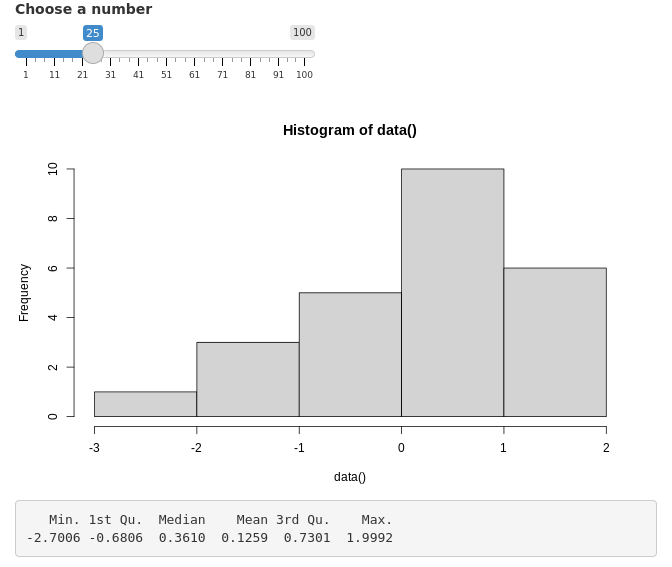 Choose a number
1 25 100
1 11 21 31 41 51 61 71 81 91 100
Histogram of data()
Frequency
10
8
6
4
2
0
-3 -2 -1 0 1 2
data()
Min. 1st Qu. Median Mean 3rd Qu. Max.
-2.7006 -0.6806 0.3610 0.1259 0.7301 1.9992